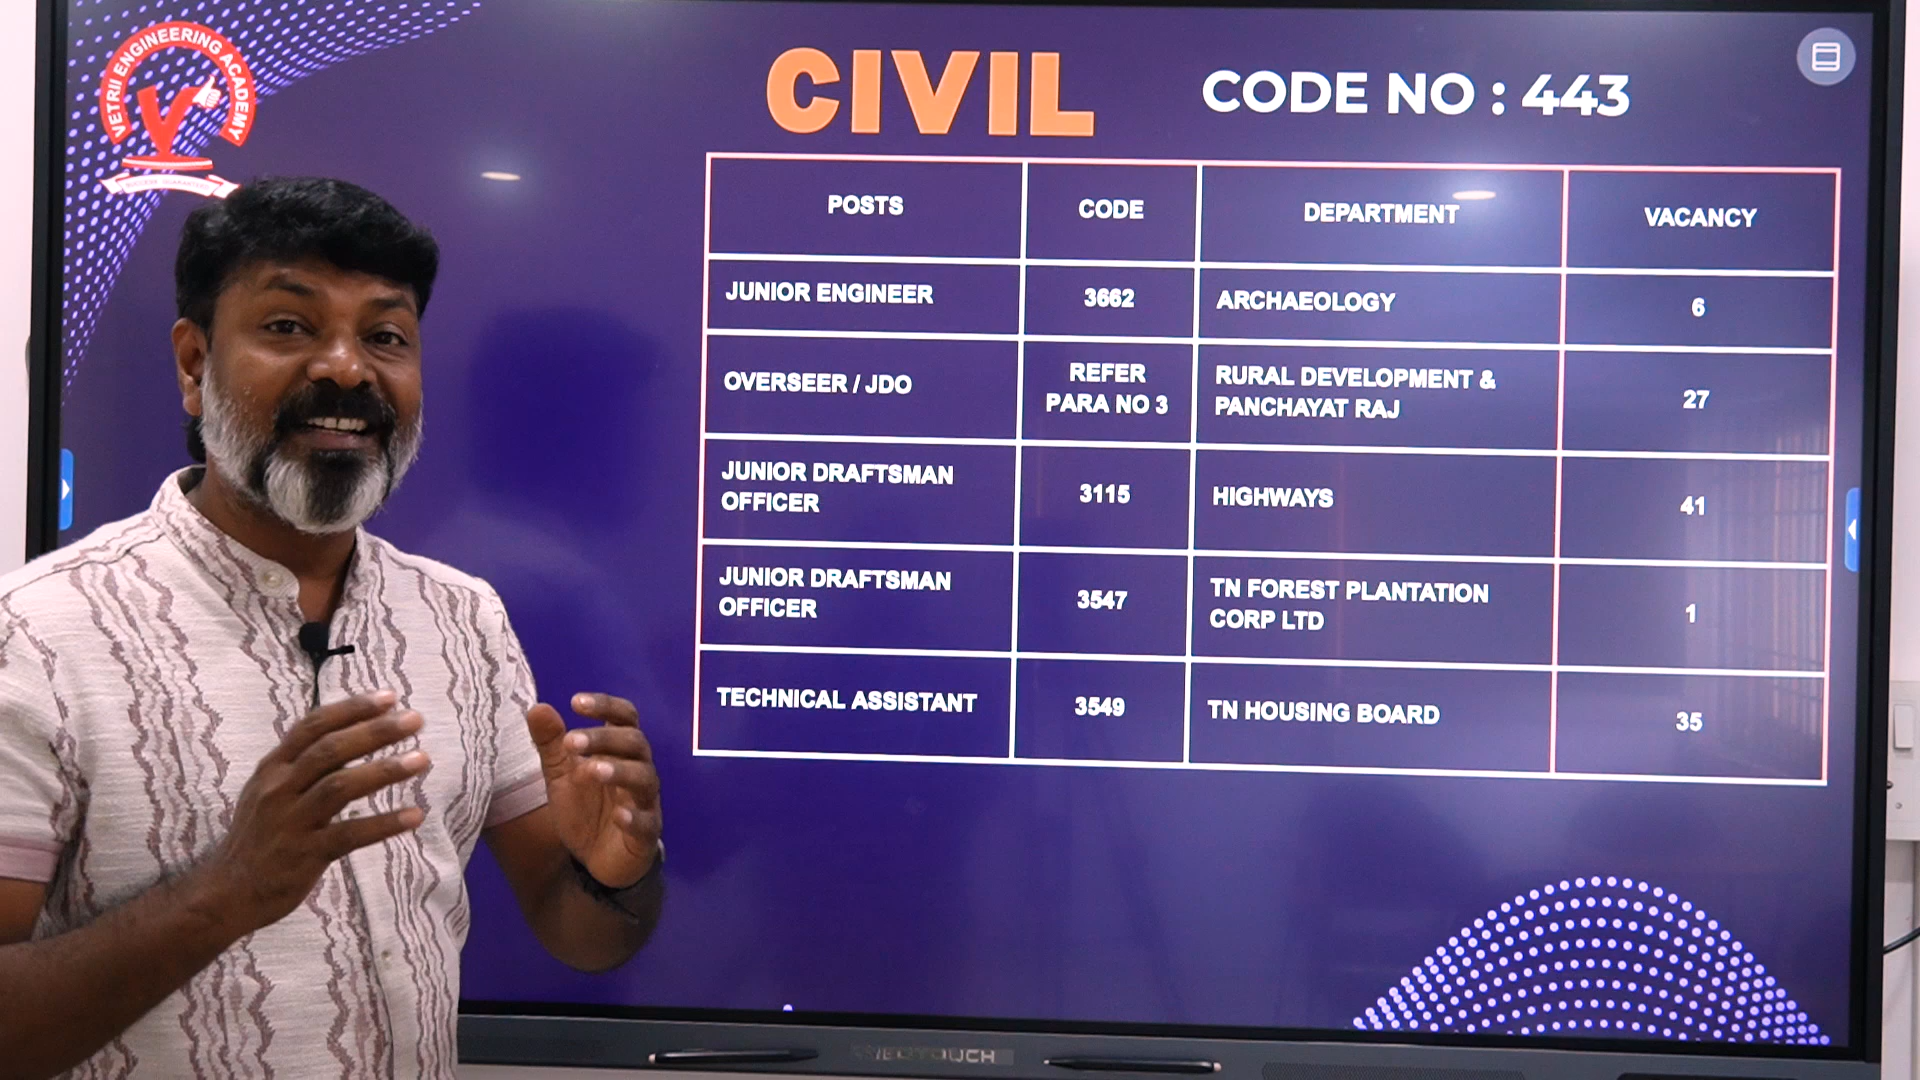 VETRII ENGINEERING ACADEMY
CIVIL
CODE NO : 443
POSTS
CODE
DEPARTMENT
VACANCY
JUNIOR ENGINEER
3662
ARCHAEOLOGY
6
OVERSEER / JDO
REFER
PARA NO 3
RURAL DEVELOPMENT &
PANCHAYAT RAJ
27
JUNIOR DRAFTSMAN
OFFICER
3115
HIGHWAYS
41
JUNIOR DRAFTSMAN
OFFICER
3547
TN FOREST PLANTATION
CORP LTD
1
TECHNICAL ASSISTANT
3549
TN HOUSING BOARD
35